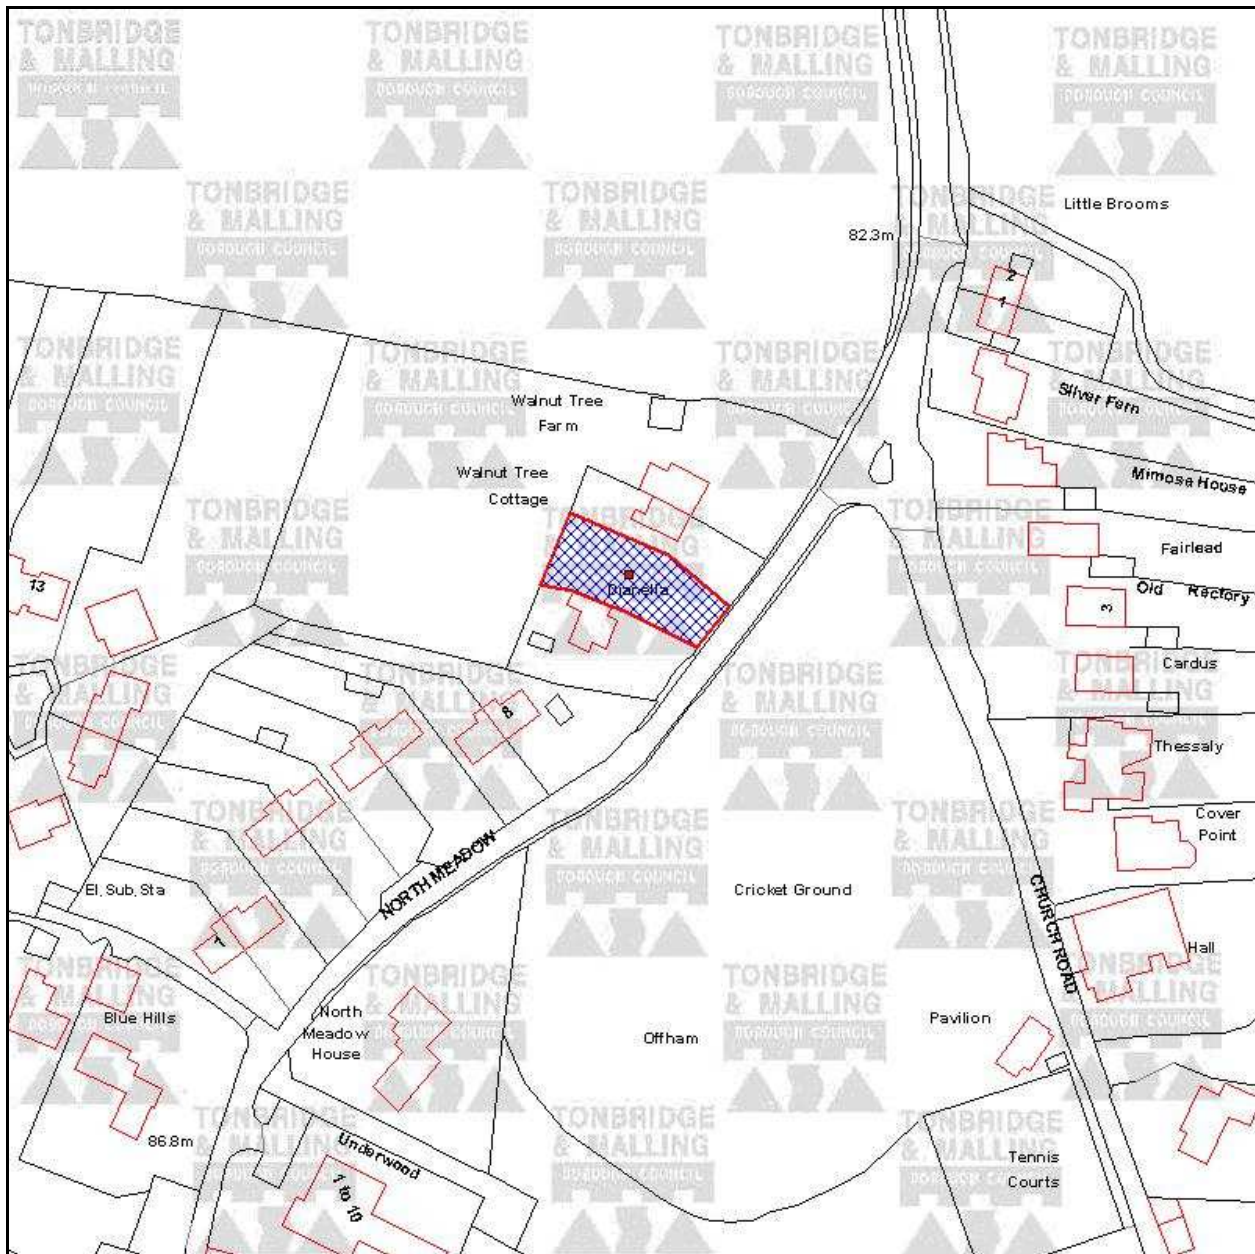 TONBRIDGE
& MALLING
BOROUGH COUNCIL
Little Brooms
82.3m
2
1
Silver Fern
Walnut Tree
Farm
Mimosa House
Walnut Tree
Cottage
Fairlead
Old Rectory
13
Dianella
3
Cardus
8
Thessaly
Cover
Point
NORTH MEADOW
El. Sub. Sta
Cricket Ground
CHURCH ROAD
7
Hall
Blue Hills
North
Meadow
House
Offham
Pavilion
86.8m
Underwood
1 to 10
Tennis
Courts